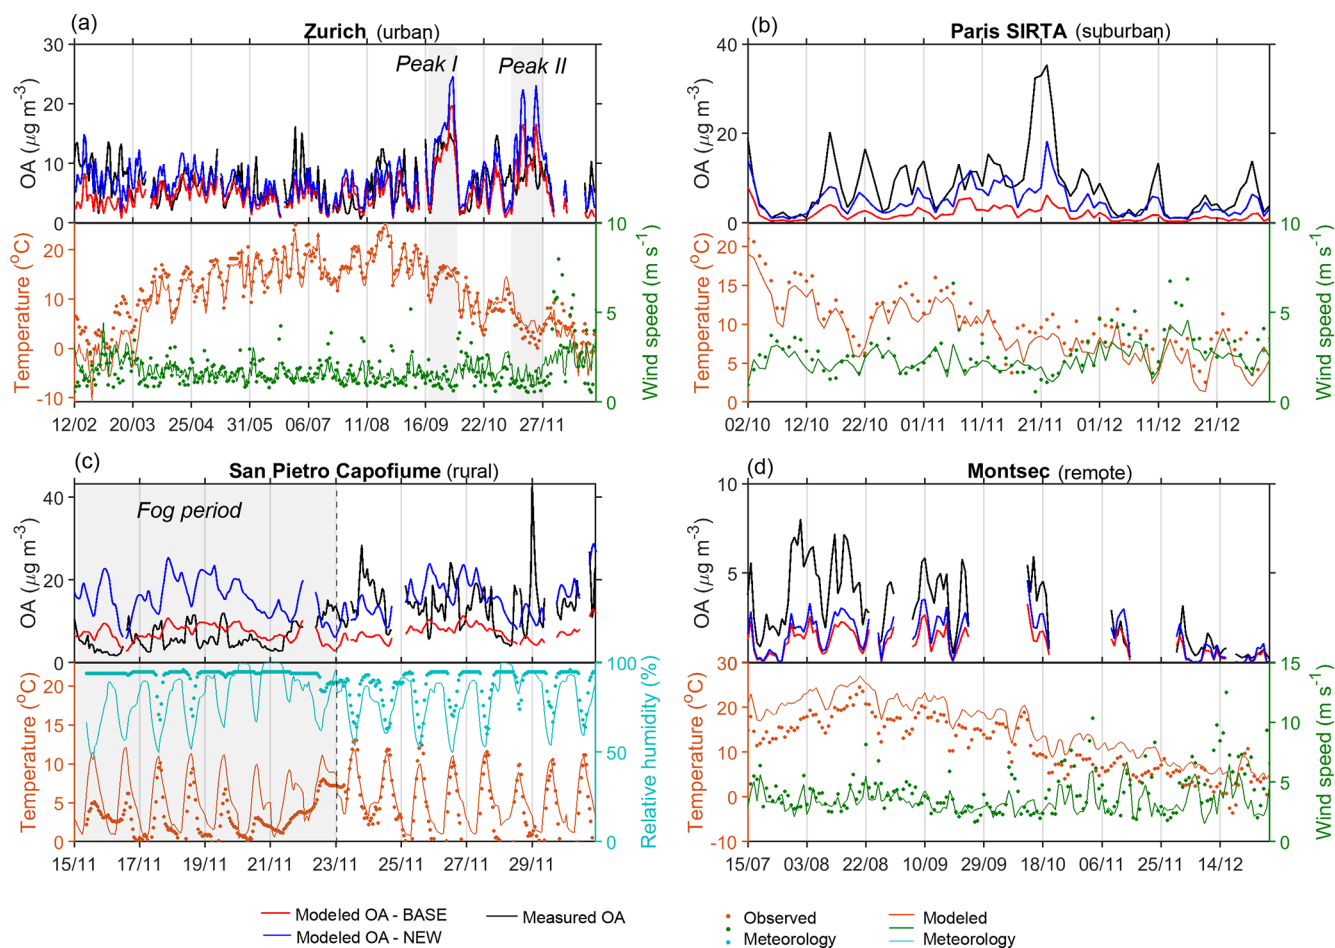 (a)
Zurich (urban)
30
20
10
0
OA (μg m-3)
Peak I
Peak II
20
10
0
-10
Temperature (oC)
10
5
0
Wind speed (m s-1)
12/02 20/03 25/04 31/05 06/07 11/08 16/09 22/10 27/11
(b)
Paris SIRTA (suburban)
40
20
0
OA (μg m-3)
20
15
10
5
0
Temperature (oC)
10
5
0
Wind speed (m s-1)
02/10 12/10 22/10 01/11 11/11 21/11 01/12 11/12 21/12
(c)
San Pietro Capofiume (rural)
40
20
0
OA (μg m-3)
Fog period
20
15
10
5
0
Temperature (oC)
100
50
0
Relative humidity (%)
15/11 17/11 19/11 21/11 23/11 25/11 27/11 29/11
(d)
Montsec (remote)
10
5
0
OA (μg m-3)
30
20
10
0
-10
Temperature (oC)
15
10
5
0
Wind speed (m s-1)
15/07 03/08 22/08 10/09 29/09 18/10 06/11 25/11 14/12
Modeled OA - BASE
Measured OA
Modeled OA - NEW
Observed
Modeled
Meteorology
Meteorology